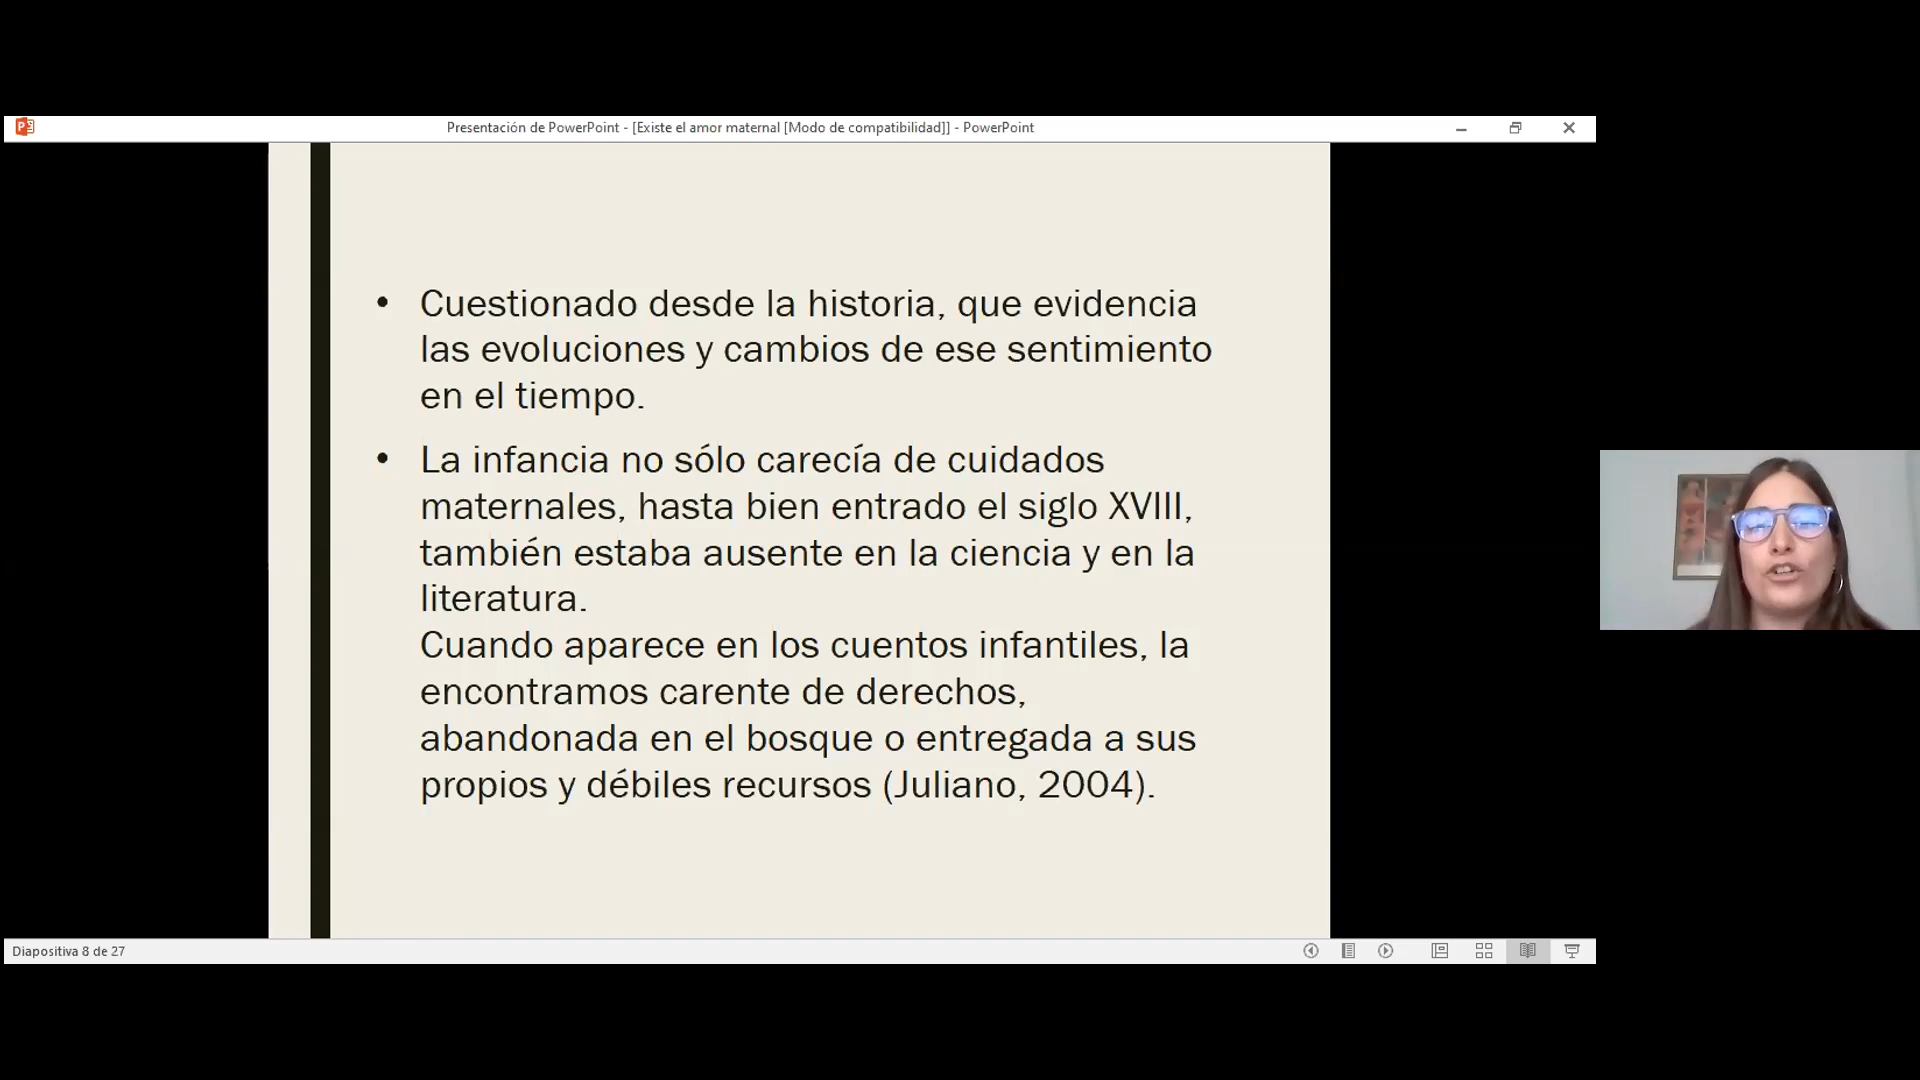 Presentación de PowerPoint - [Existe el amor maternal [Modo de compatibilidad]] - PowerPoint
• Cuestionado desde la historia, que evidencia
las evoluciones y cambios de ese sentimiento
en el tiempo.
• La infancia no sólo carecía de cuidados
maternales, hasta bien entrado el siglo XVIII,
también estaba ausente en la ciencia y en la
literatura.
Cuando aparece en los cuentos infantiles, la
encontramos carente de derechos,
abandonada en el bosque o entregada a sus
propios y débiles recursos (Juliano, 2004).
Diapositiva 8 de 27